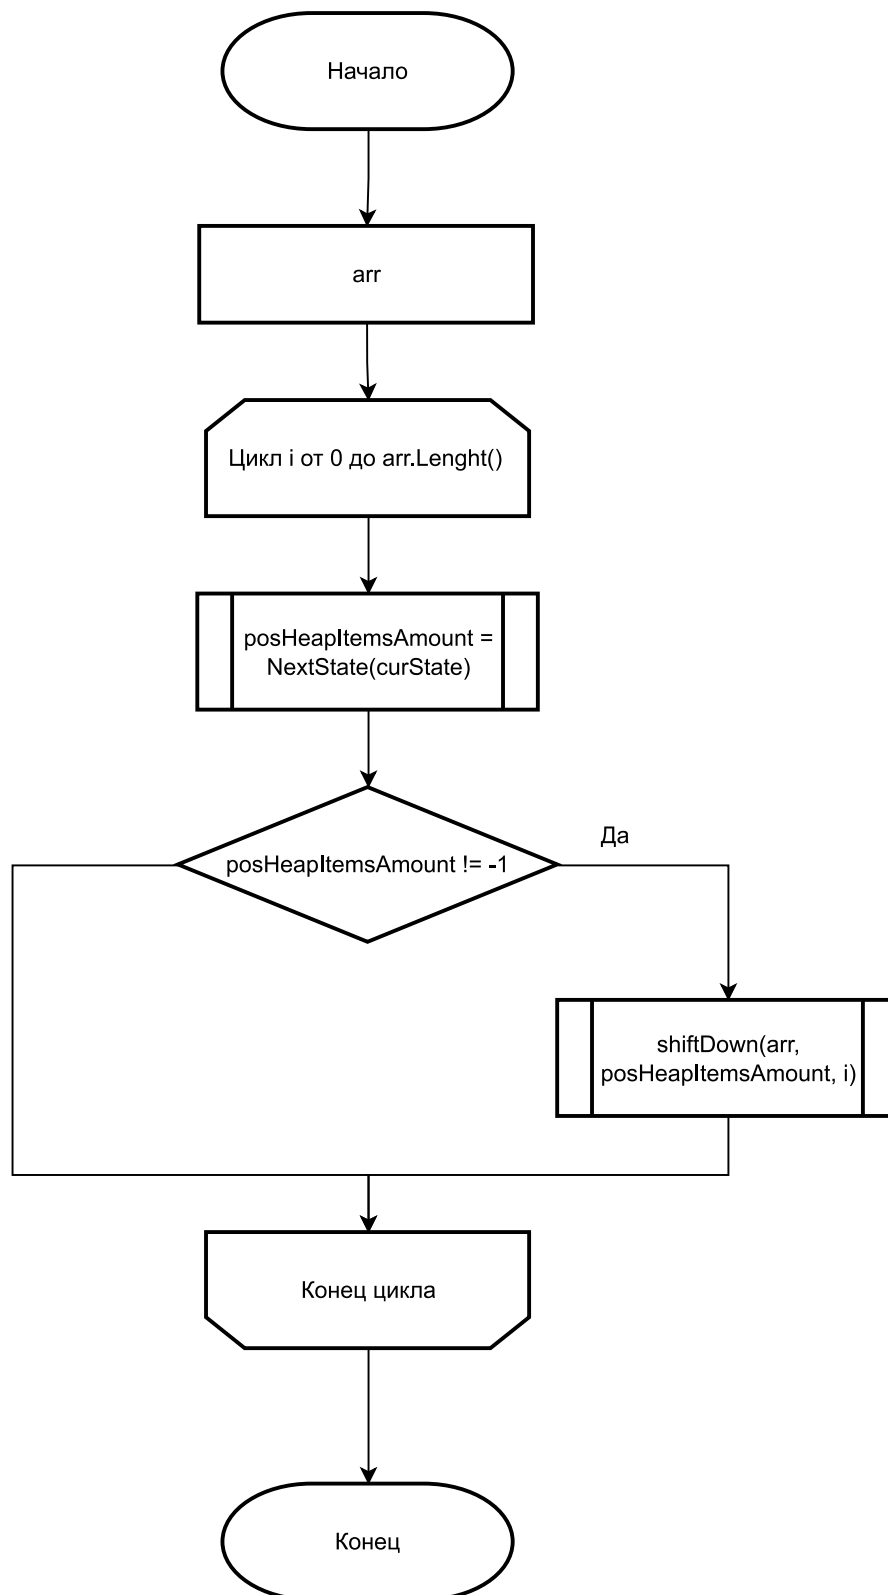 Начало
arr
Цикл i от 0 до arr.Lenght()
posHeapItemsAmount =
NextState(curState)
posHeapItemsAmount != -1
Да
shiftDown(arr,
posHeapItemsAmount, i)
Конец цикла
Конец